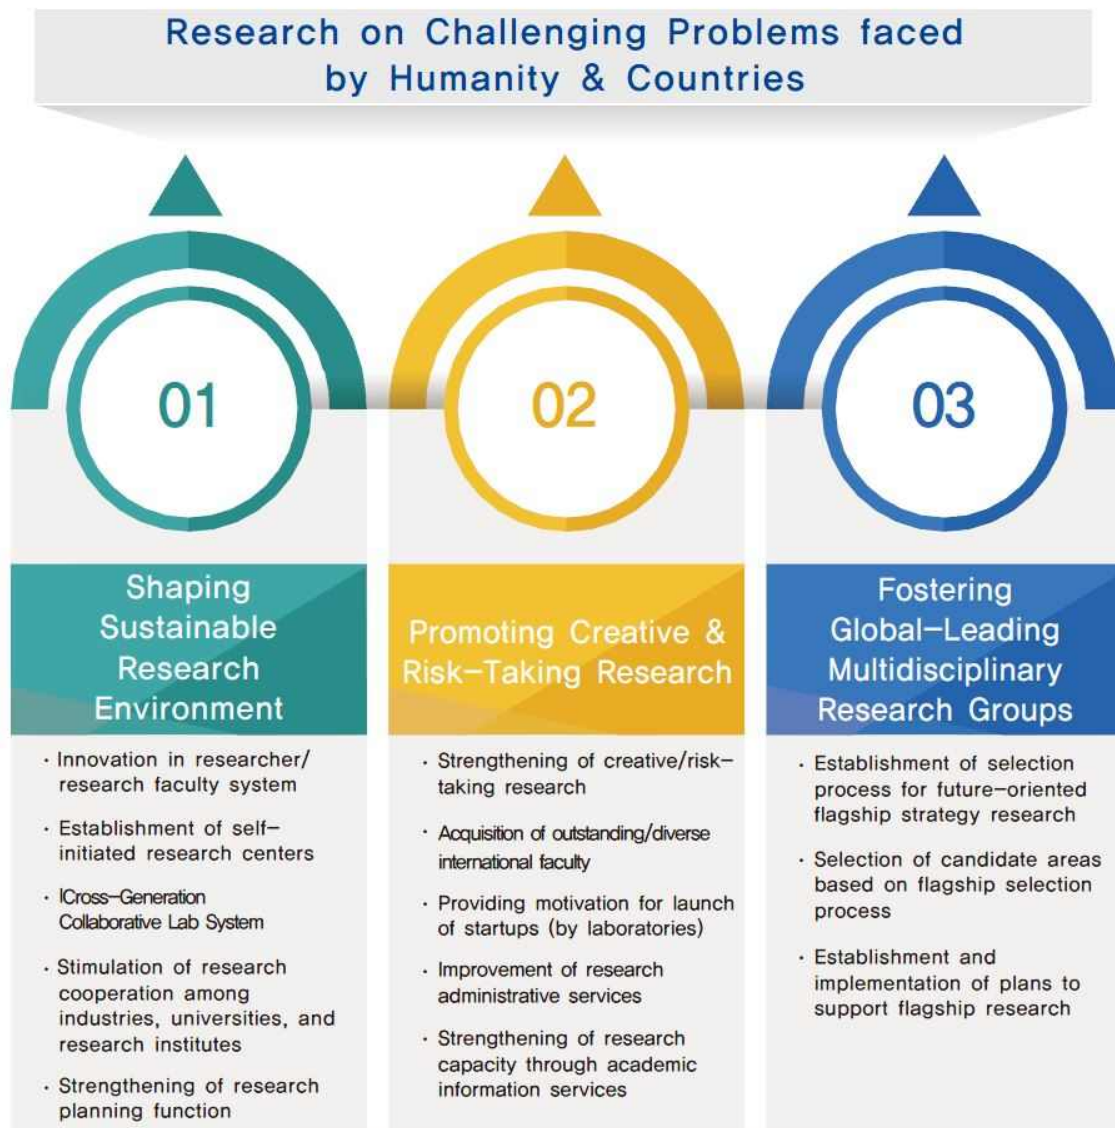 Research on Challenging Problems faced
by Humanity & Countries
01
Shaping
Sustainable
Research
Environment
· Innovation in researcher/
research faculty system
· Establishment of self-
initiated research centers
· lCross-Generation
Collaborative Lab System
· Stimulation of research
cooperation among
industries, universities, and
research institutes
· Strengthening of research
planning function
02
Promoting Creative &
Risk-Taking Research
· Strengthening of creative/risk-
taking research
· Acquisition of outstanding/diverse
international faculty
· Providing motivation for launch
of startups (by laboratories)
· Improvement of research
administrative services
· Strengthening of research
capacity through academic
information services
03
Fostering
Global-Leading
Multidisciplinary
Research Groups
· Establishment of selection
process for future-oriented
flagship strategy research
· Selection of candidate areas
based on flagship selection
process
· Establishment and
implementation of plans to
support flagship research